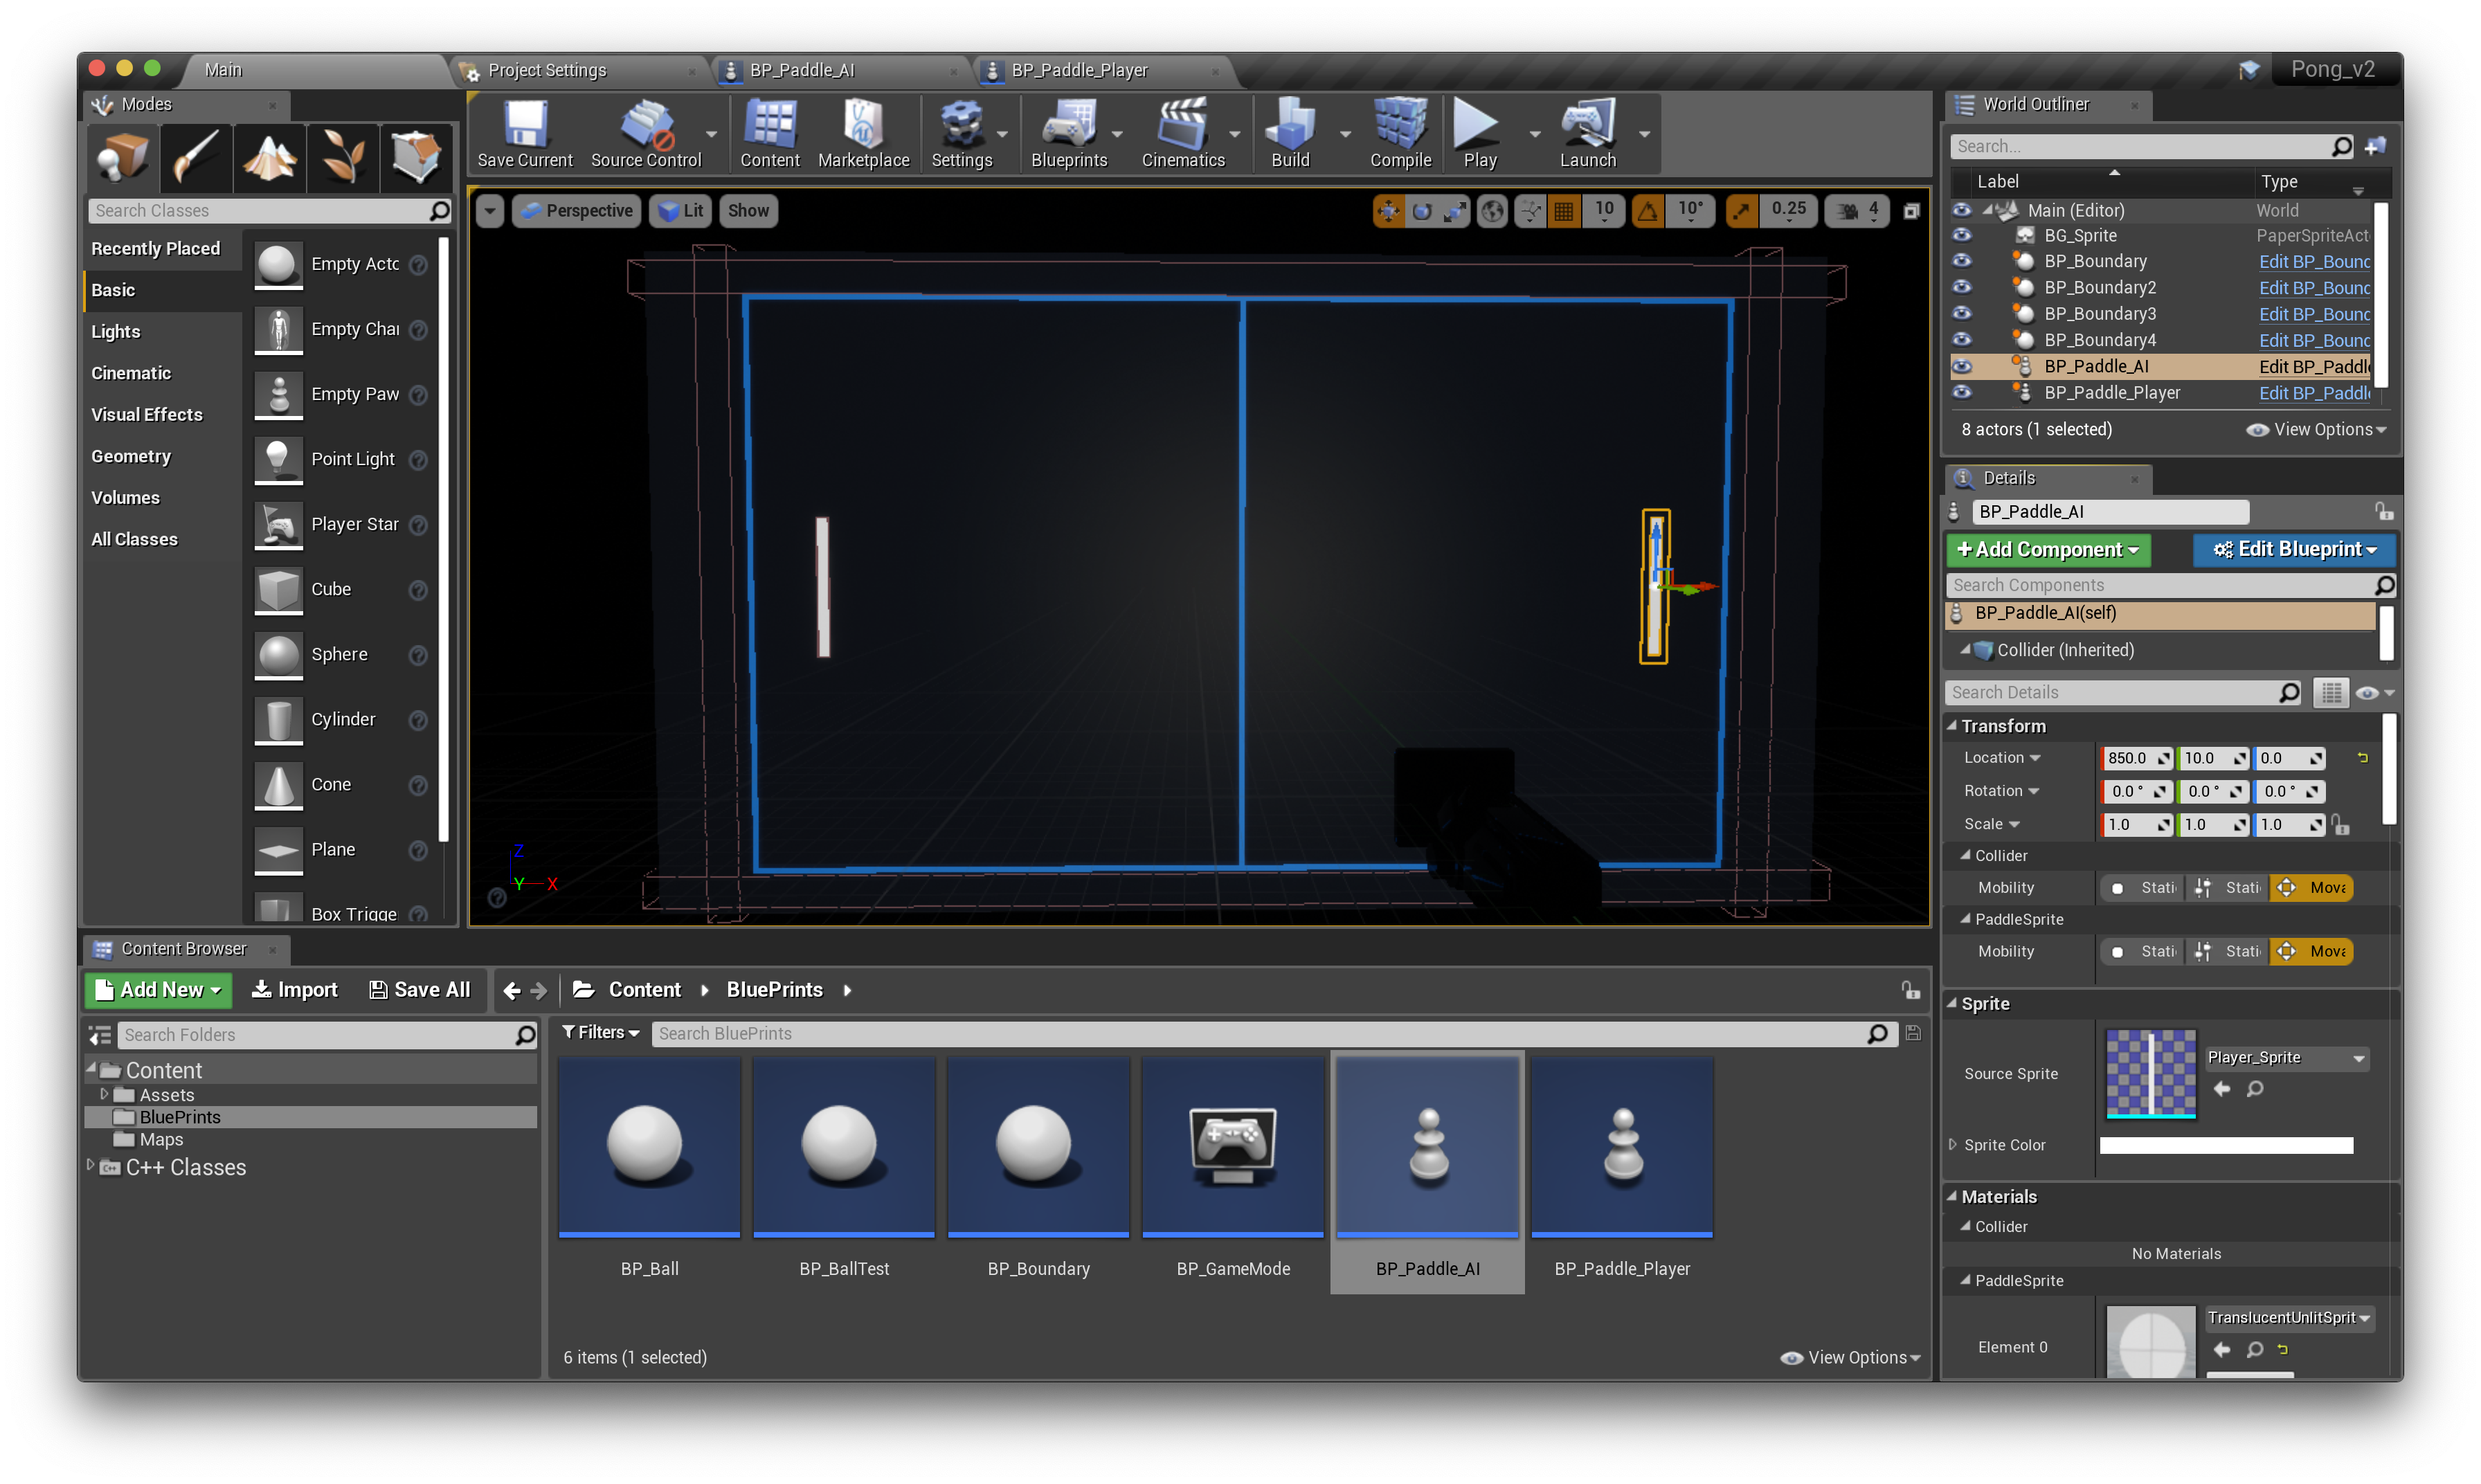 Main
Project Settings
BP_Paddle_AI
BP_Paddle_Player
Pong_v2
Modes
Search Classes
Recently Placed
Basic
Lights
Cinematic
Visual Effects
Geometry
Volumes
All Classes
Empty Actc
Empty Chai
Empty Paw
Point Light
Player Star
Cube
Sphere
Cylinder
Cone
Plane
Box Trigge
Save Current
Source Control
Content
Marketplace
Settings
Blueprints
Cinematics
Build
Compile
Play
Launch
Perspective
Lit
Show
10
10°
0.25
4
Z
Y
X
World Outliner
Search...
Label
Type
Main (Editor)
World
BG_Sprite
PaperSpriteAct
BP_Boundary
Edit BP_Bounc
BP_Boundary2
Edit BP_Bounc
BP_Boundary3
Edit BP_Bounc
BP_Boundary4
Edit BP_Bounc
BP_Paddle_AI
Edit BP_Paddl
BP_Paddle_Player
Edit BP_Paddl
8 actors (1 selected)
View Options
Details
BP_Paddle_AI
+Add Component
Edit Blueprint
Search Components
BP_Paddle_AI(self)
Collider (Inherited)
Search Details
Transform
Location
850.0
10.0
0.0
Rotation
0.0 °
0.0 °
0.0 °
Scale
1.0
1.0
1.0
Collider
Mobility
Stati
Stati
Mova
PaddleSprite
Mobility
Stati
Stati
Mova
Sprite
Source Sprite
Player_Sprite
Sprite Color
Materials
Collider
No Materials
PaddleSprite
Element 0
TranslucentUnlitSprit
Content Browser
Add New
Import
Save All
Content
BluePrints
Search Folders
Content
Assets
BluePrints
Maps
C++
C++ Classes
Filters
Search BluePrints
BP_Ball
BP_BallTest
BP_Boundary
BP_GameMode
BP_Paddle_AI
BP_Paddle_Player
6 items (1 selected)
View Options